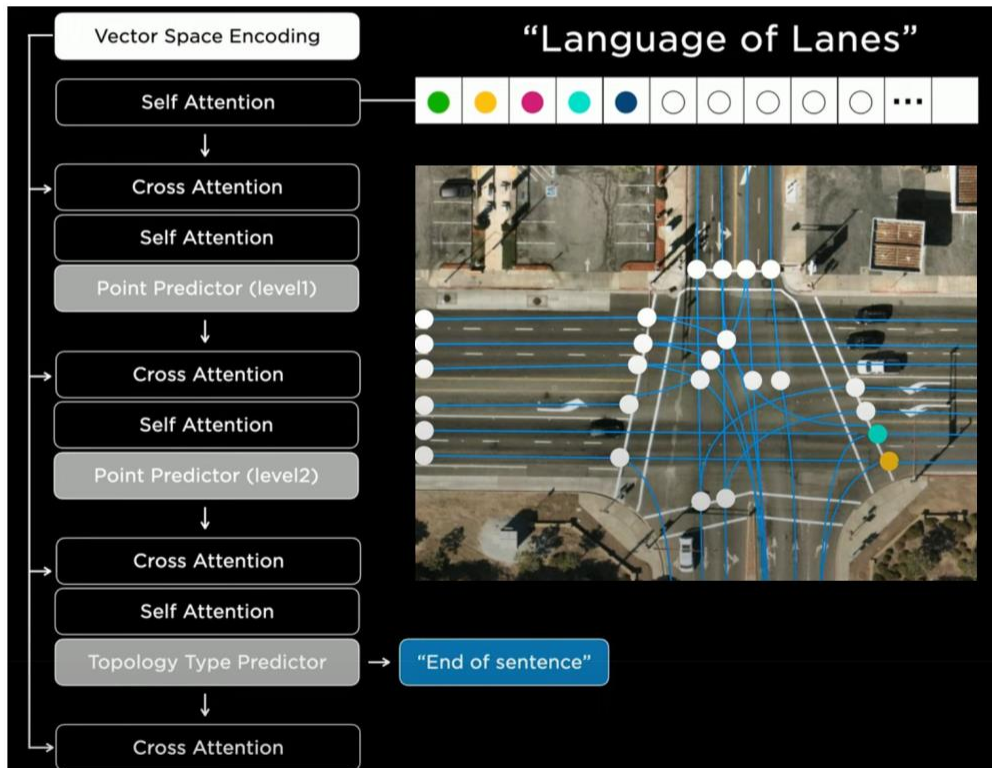 Vector Space Encoding
"Language of Lanes"
Self Attention
...
Cross Attention
Self Attention
Point Predictor (level1)
Cross Attention
Self Attention
Point Predictor (level2)
Cross Attention
Self Attention
Topology Type Predictor
"End of sentence"
Cross Attention